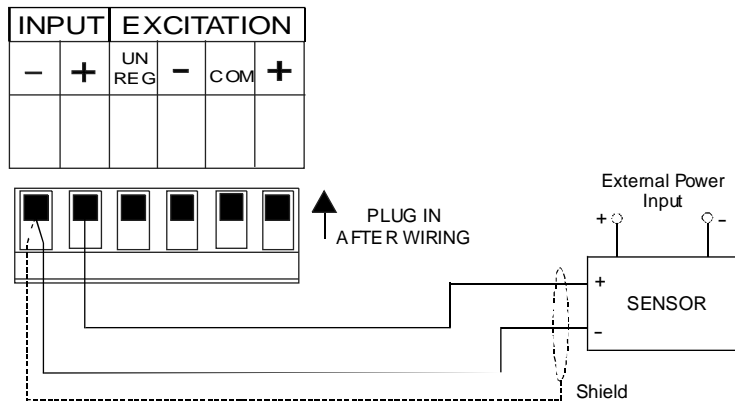 INPUT EXCITATION
− + UN REG − COM +
PLUG IN
AFTER WIRING
External Power
Input
+ -
+
SENSOR
-
Shield